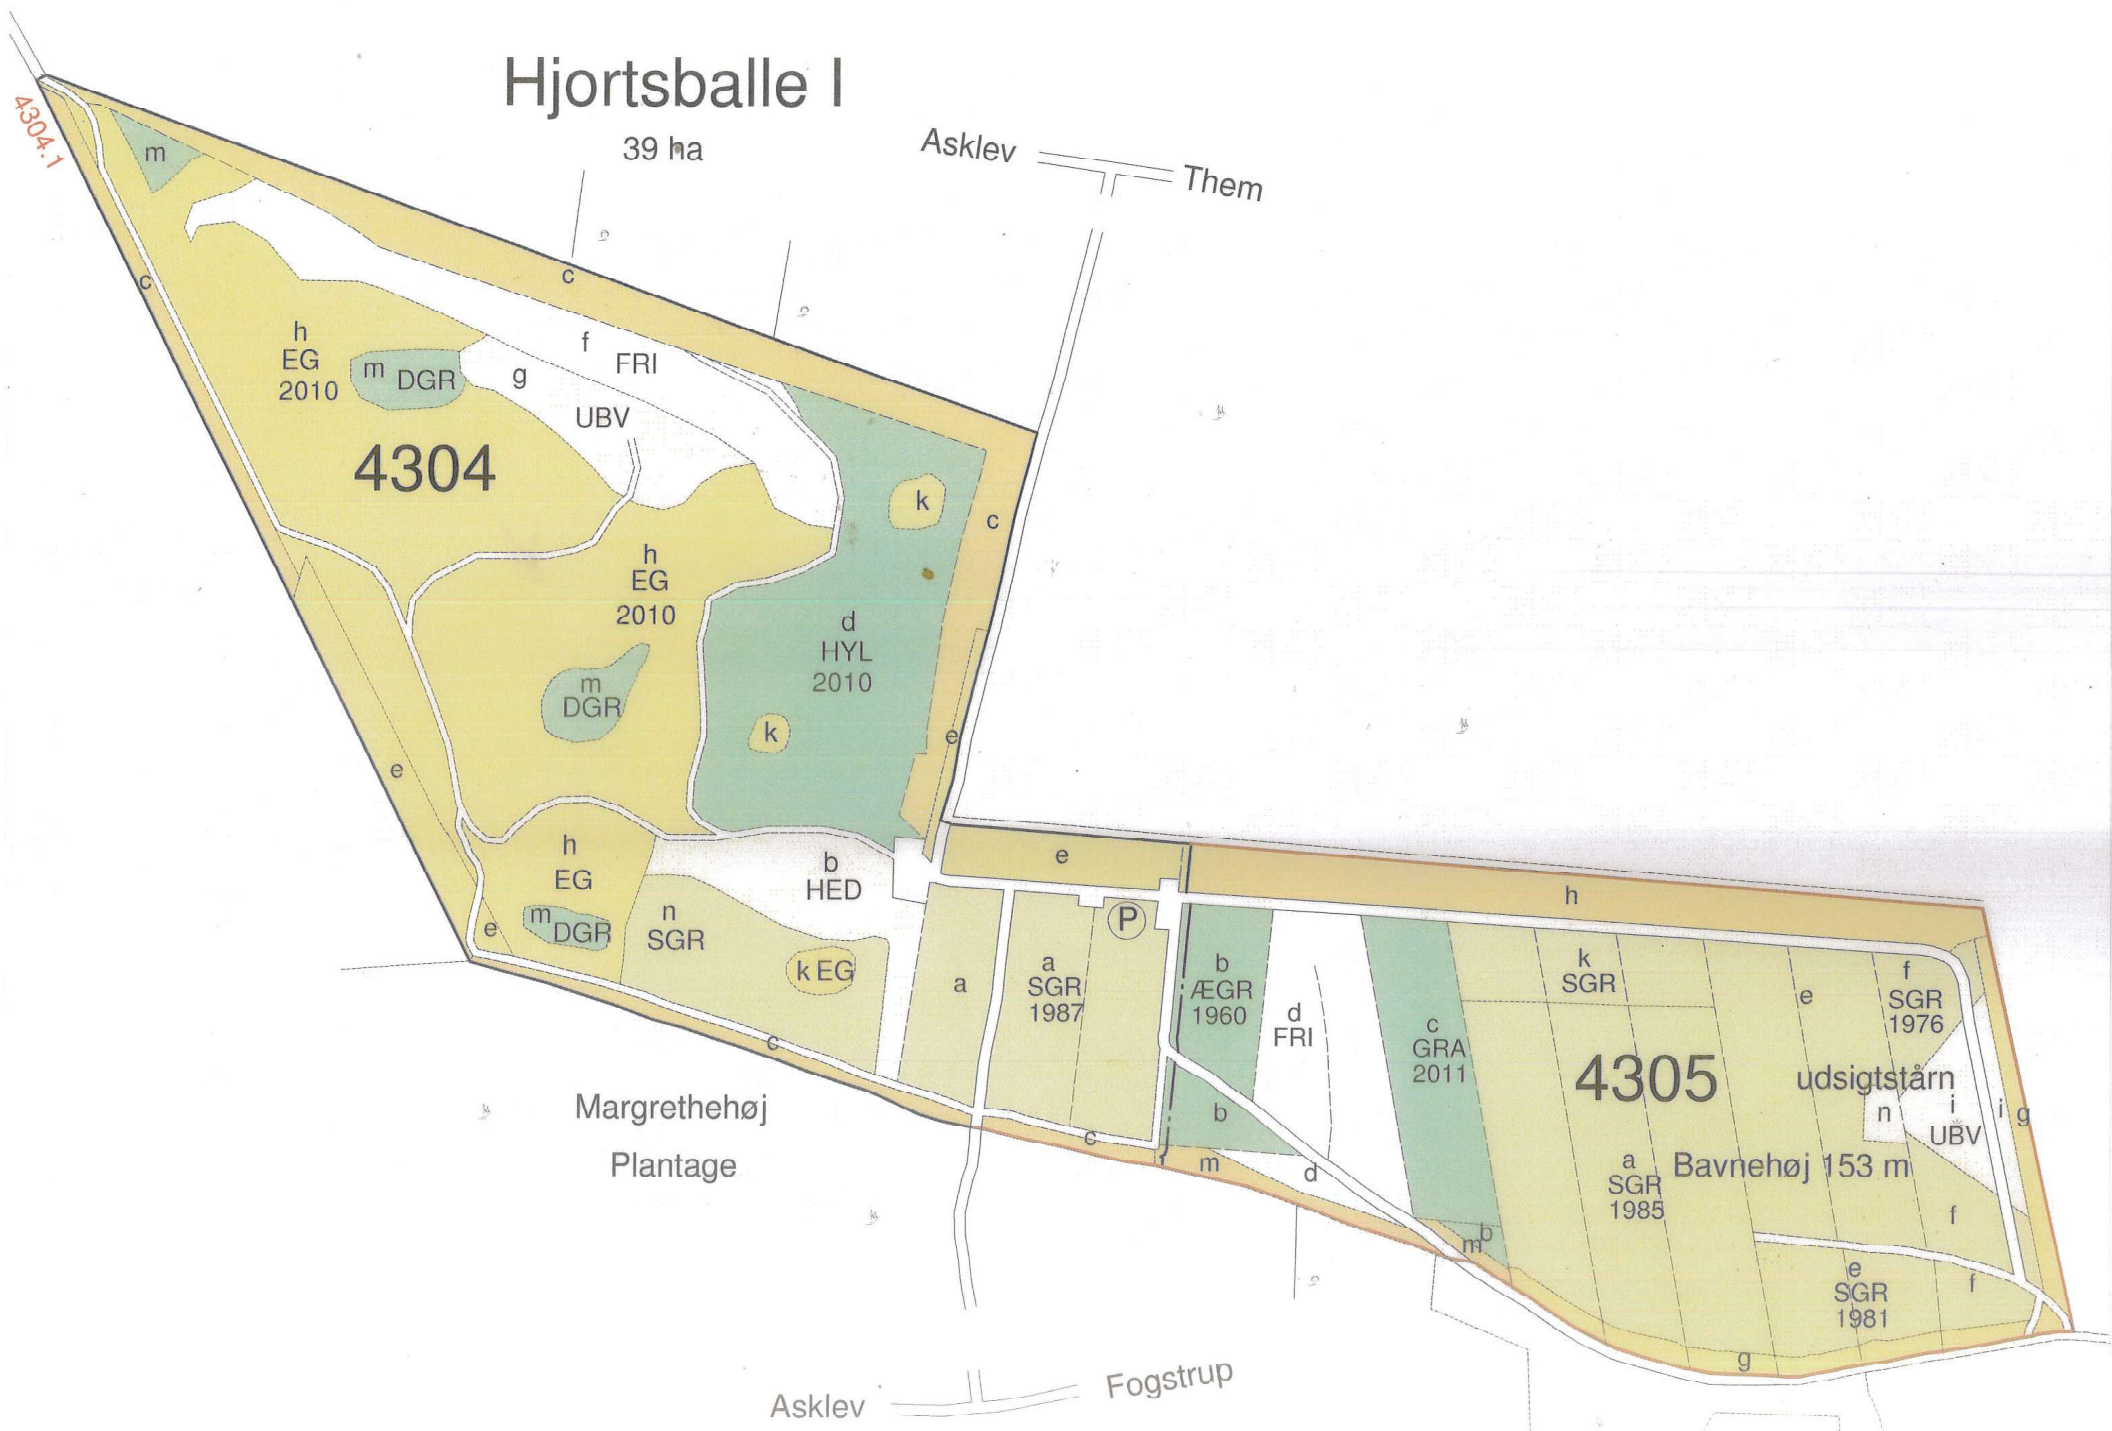 Hjortsballe I
39 ha
Asklev
Them
4304.1
m
c
c
h
EG
2010
m DGR
f
FRI
g
UBV
4304
k
c
h
EG
2010
d
HYL
2010
m
DGR
k
e
e
h
EG
m
DGR
e
b
HED
n
SGR
k EG
c
e
a
a
SGR
1987
P
c
h
b
ÆGR
1960
b
d
FRI
d
m
c
GRA
2011
b
m
k
SGR
e
f
SGR
1976
4305
udsigtstårn
n
i
UBV
i
g
a
SGR
1985
Bavnehøj 153 m
f
e
SGR
1981
f
g
Margrethehøj
Plantage
Asklev
Fogstrup